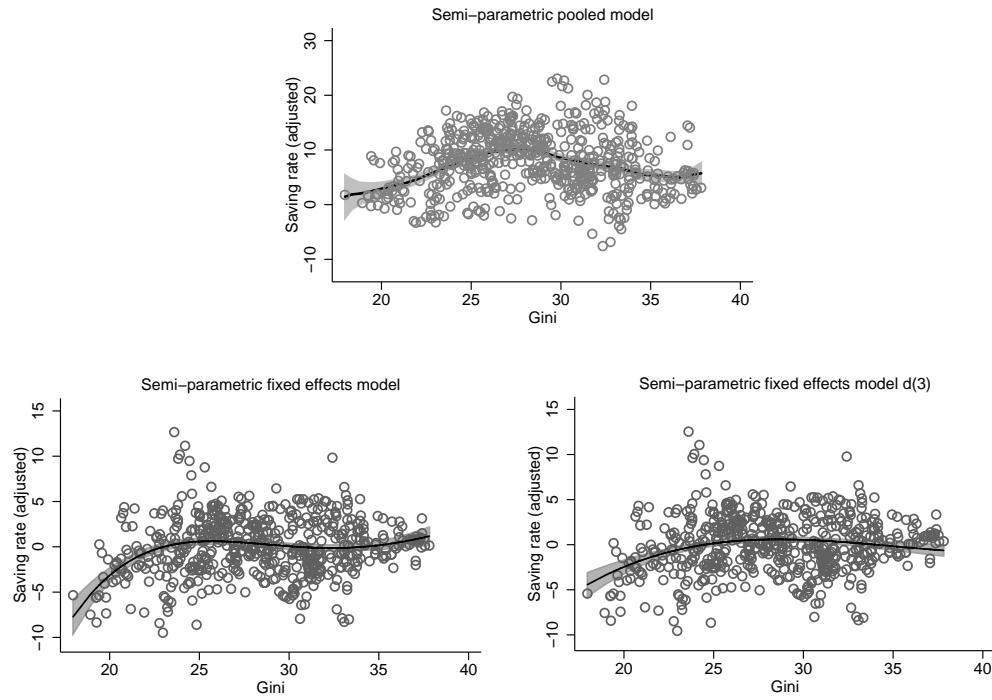 Semi−parametric pooled model
30
20
10
0
−10
Saving rate (adjusted)
20 25 30 35 40
Gini
Semi−parametric fixed effects model
15
10
5
0
−5
−10
Saving rate (adjusted)
20 25 30 35 40
Gini
Semi−parametric fixed effects model d(3)
15
10
5
0
−5
−10
Saving rate (adjusted)
20 25 30 35 40
Gini